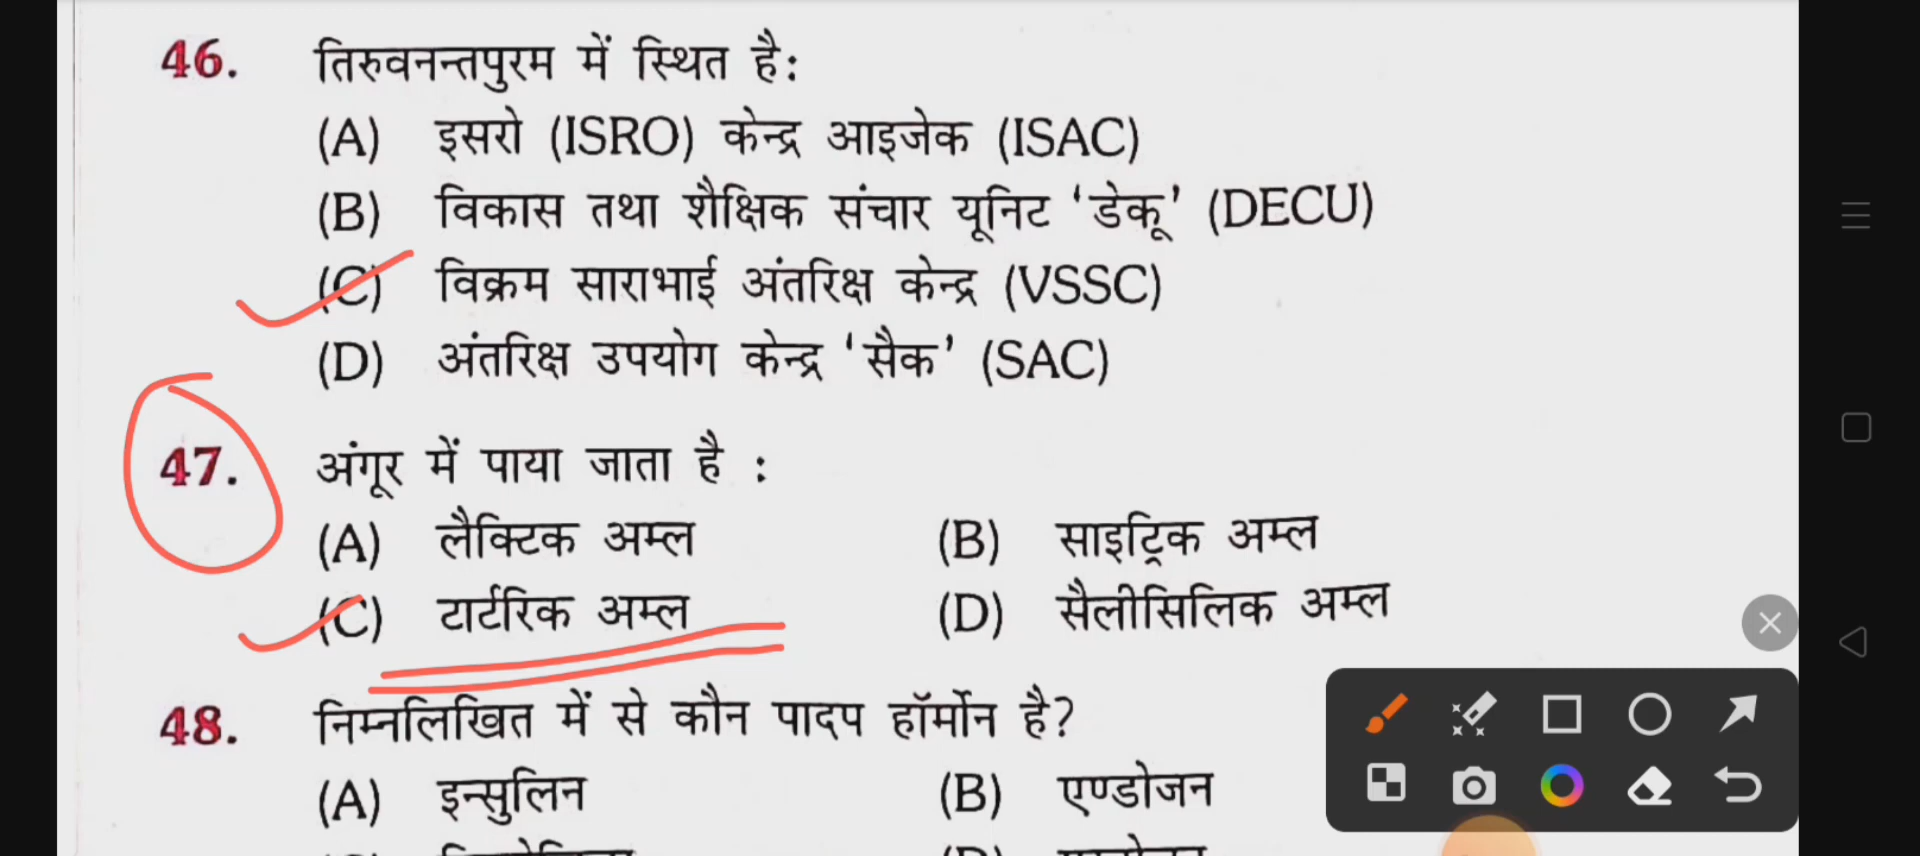 46. तिरुवनन्तपुरम में स्थित है:
(A) इसरो (ISRO) केन्द्र आइजेक (ISAC)
(B) विकास तथा शैक्षिक संचार यूनिट ‘डेकू’ (DECU)
(C) विक्रम साराभाई अंतरिक्ष केन्द्र (VSSC)
(D) अंतरिक्ष उपयोग केन्द्र ‘सैक’ (SAC)
47. अंगूर में पाया जाता है :
(A) लैक्टिक अम्ल (B) साइट्रिक अम्ल
(C) टार्टरिक अम्ल (D) सैलीसिलिक अम्ल
48. निम्नलिखित में से कौन पादप हॉर्मोन है?
(A) इन्सुलिन (B) एण्डोजन